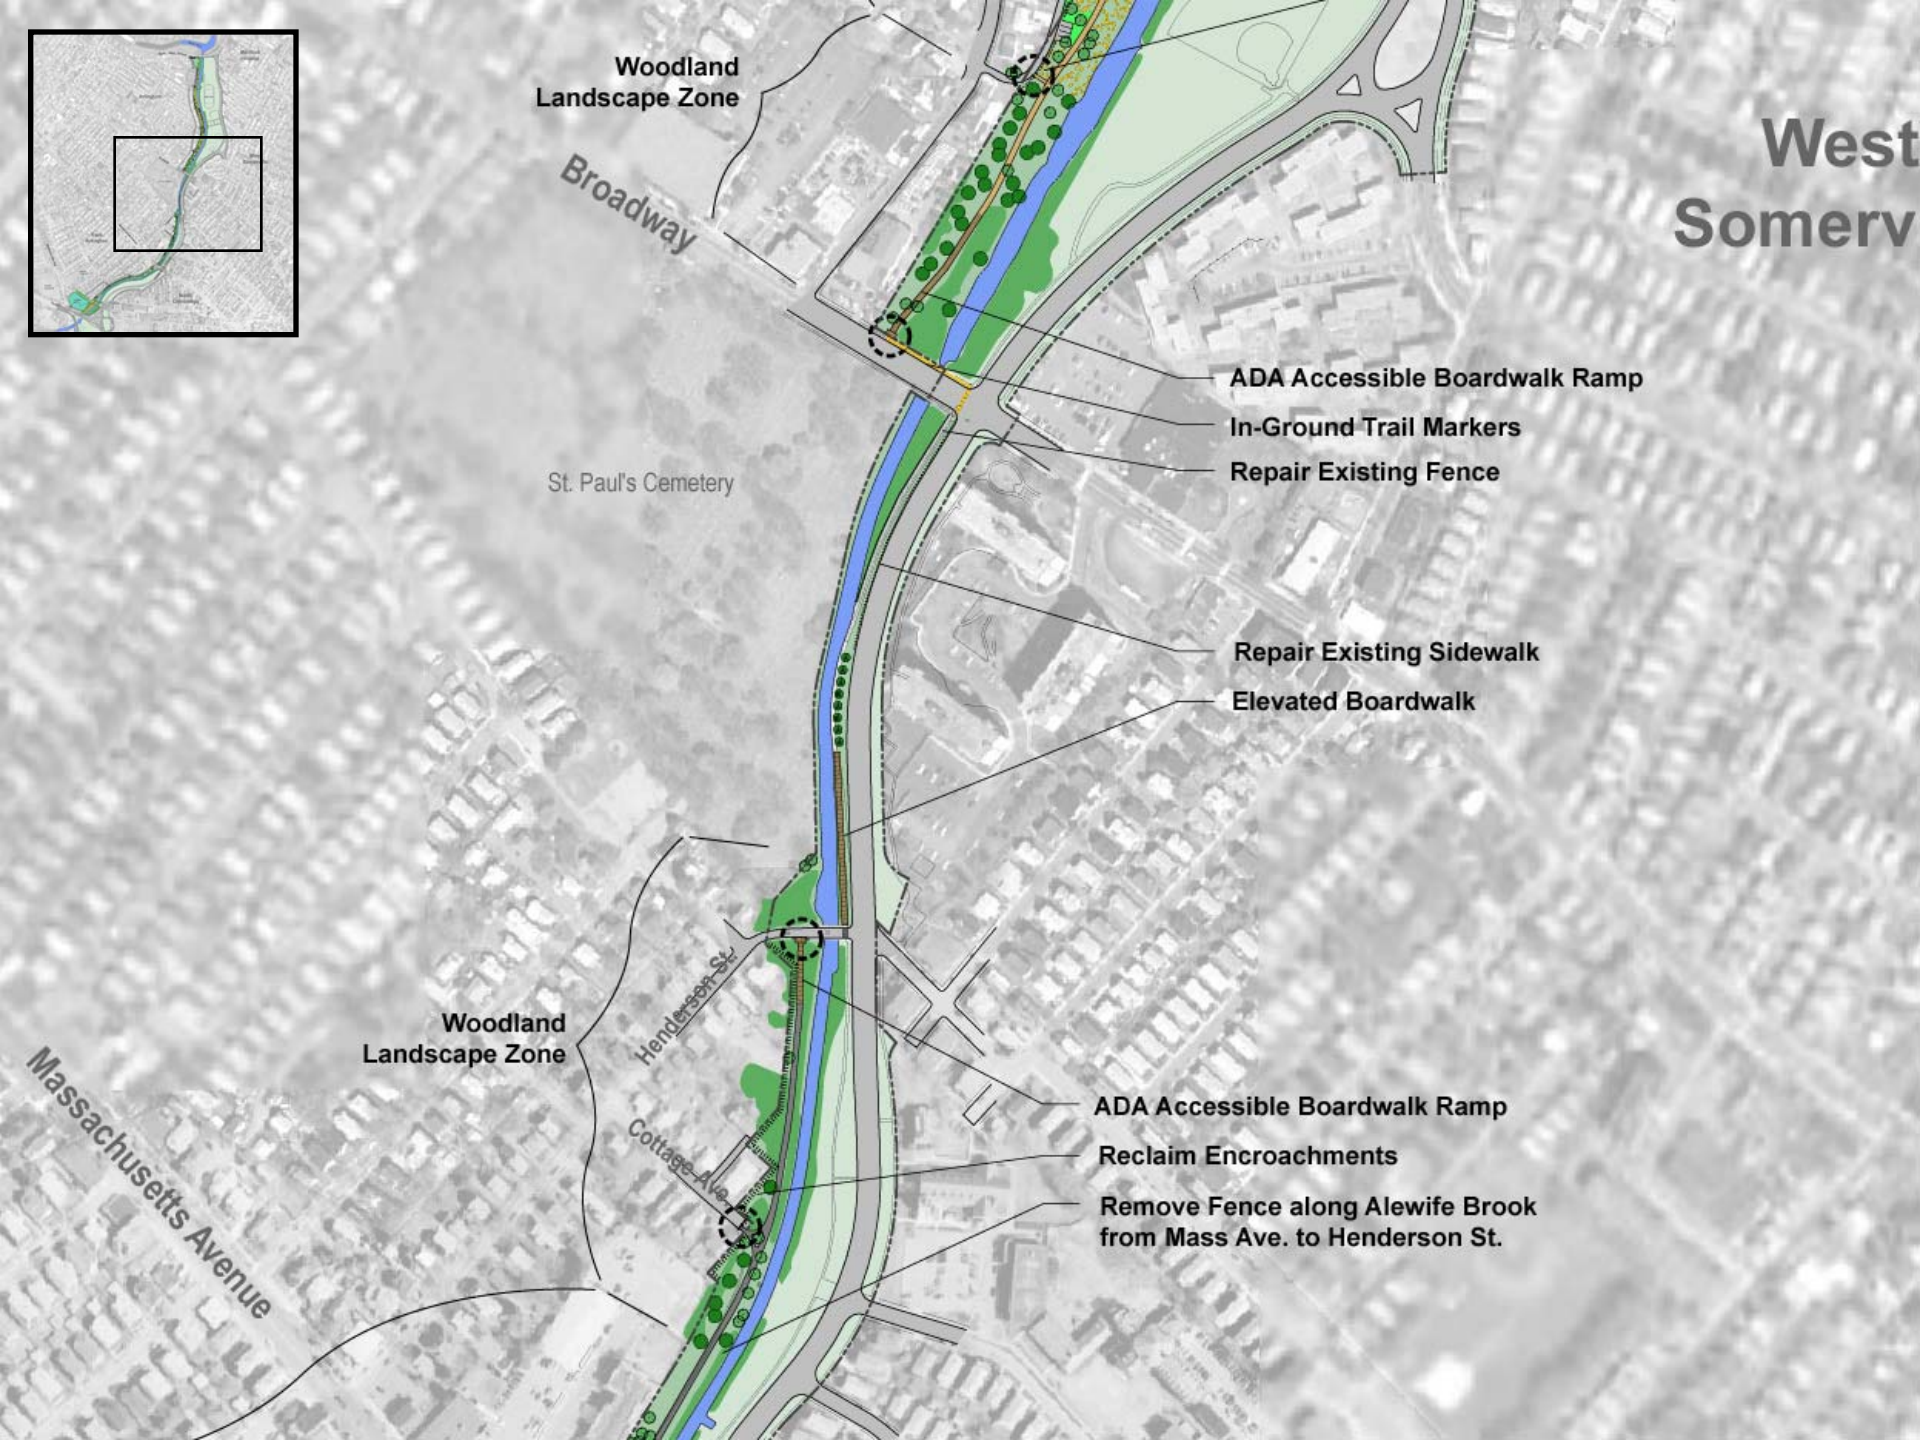 Woodland
Landscape Zone
Broadway
West
Somerv
ADA Accessible Boardwalk Ramp
In-Ground Trail Markers
Repair Existing Fence
St. Paul's Cemetery
Repair Existing Sidewalk
Elevated Boardwalk
Henderson St.
Woodland
Landscape Zone
Massachusetts Avenue
Cottage Ave.
ADA Accessible Boardwalk Ramp
Reclaim Encroachments
Remove Fence along Alewife Brook
from Mass Ave. to Henderson St.